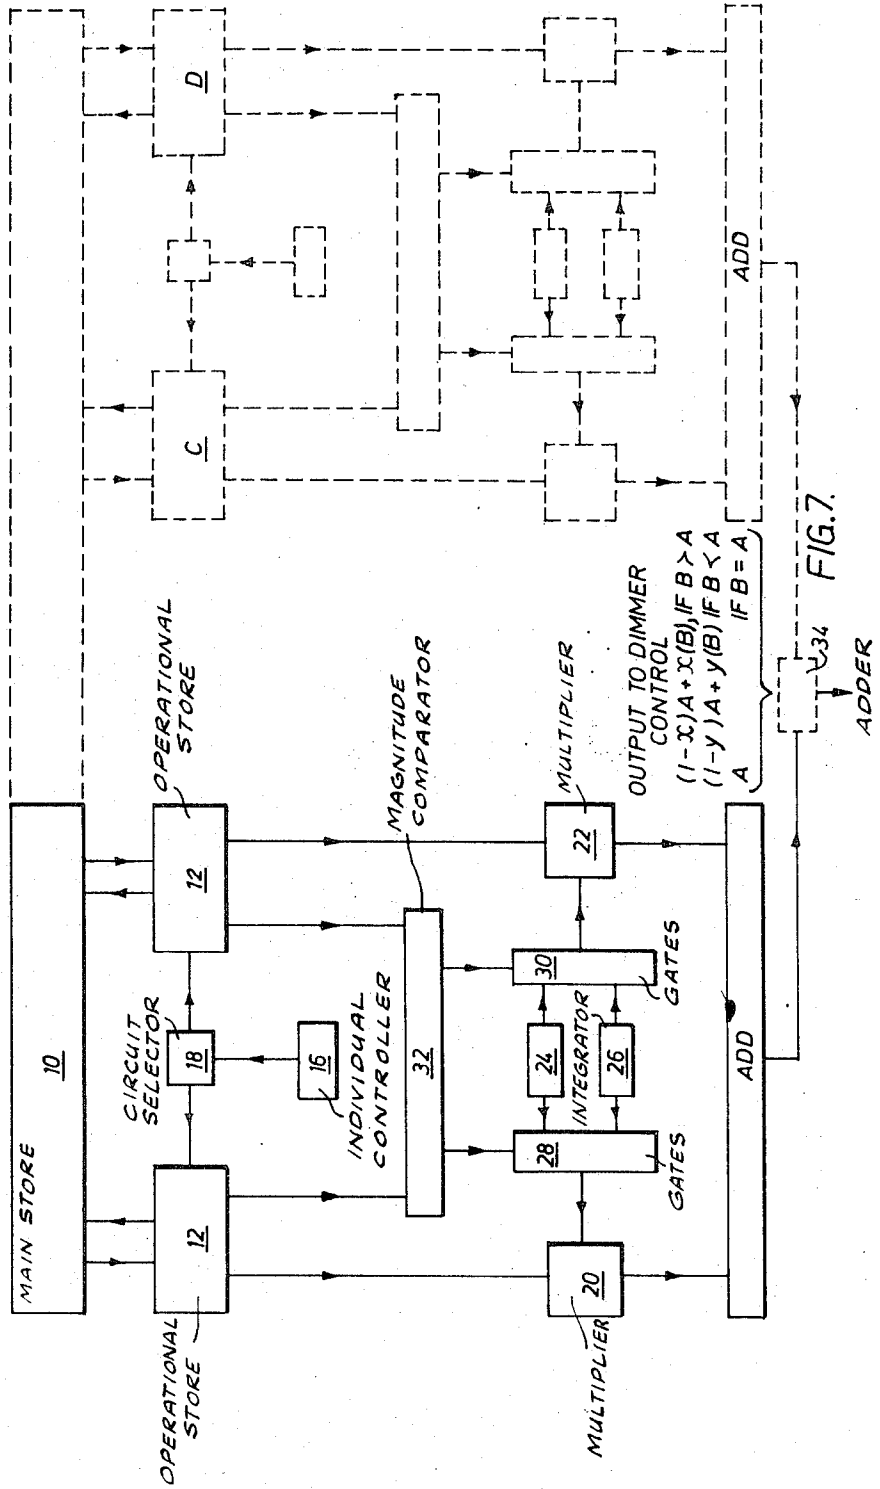 MAIN STORE
10
OPERATIONAL
STORE
12
CIRCUIT
SELECTOR
18
12
OPERATIONAL
STORE
C
D
16
INDIVIDUAL
CONTROLLER
32
MAGNITUDE
COMPARATOR
MULTIPLIER
20
28
GATES
24
INTEGRATOR
26
30
GATES
22
MULTIPLIER
OUTPUT TO DIMMER
CONTROL
(1-x)A+x(B), IF B > A
(1-y)A+y(B) IF B < A
A IF B = A
ADD
ADD
34
ADDER
FIG.7.